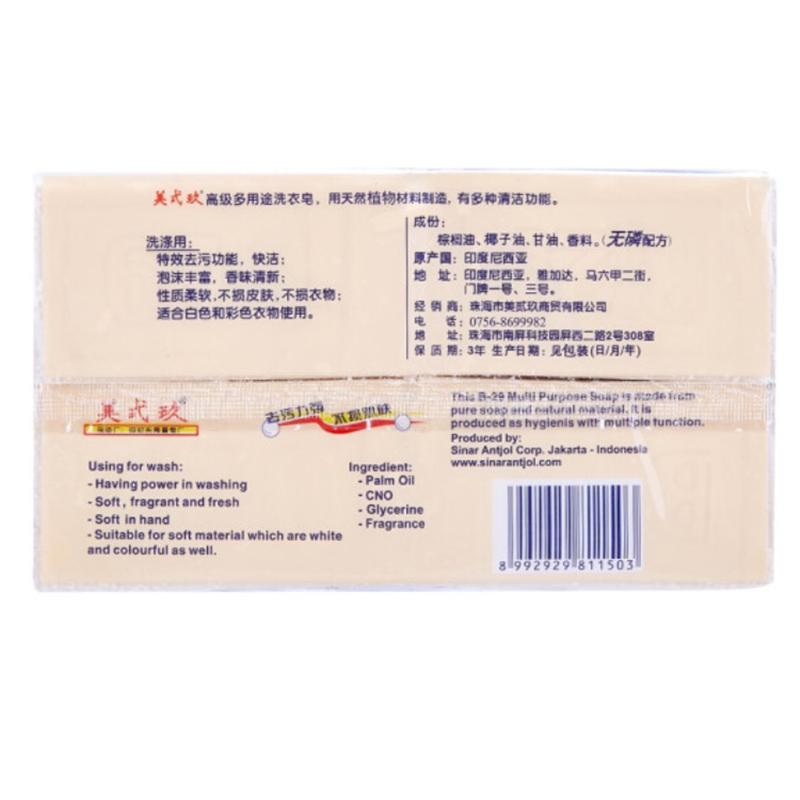 美弍玖®高级多用途洗衣皂，用天然植物材料制造，有多种清洁功能。
洗涤用：
特效去污功能，快洁；
泡沫丰富，香味清新；
性质柔软，不损皮肤，不损衣物；
适合白色和彩色衣物使用。
成份：
棕榈油、椰子油、甘油、香料。(无磷配方)
原产国：印度尼西亚
地 址：印度尼西亚，雅加达，马六甲二街，
门牌一号、三号。
经 销 商：珠海市美贰玖商贸有限公司
电 话：0756-8699982
地 址：珠海市南屏科技园屏西二路2号308室
保 质 期：3年 生产日期：见包装(日/月/年)
美弍玖®
去污力强 不损肌肤
This B-29 Multi Purpose Soap is made from
pure soap and natural material. It is
produced as hygienis with multiple function.
Produced by:
Sinar Antjol Corp. Jakarta - Indonesia
www.sinarantjol.com
Using for wash:
- Having power in washing
- Soft, fragrant and fresh
- Soft in hand
- Suitable for soft material which are white
and colourful as well.
Ingredient:
- Palm Oil
- CNO
- Glycerine
- Fragrance
8 992929 811503